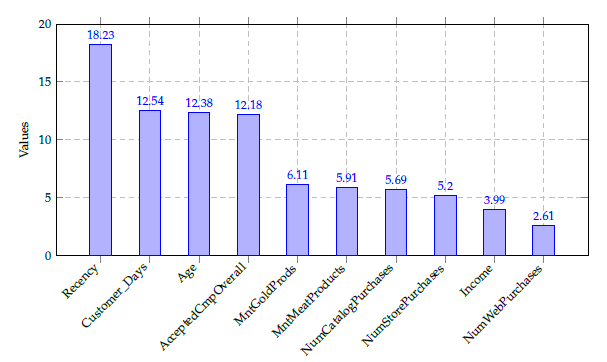 20
15
10
5
0
Values
18.23
12.54
12.38
12.18
6.11
5.91
5.69
5.2
3.99
2.61
Recency
Customer_Days
Age
AcceptedCmpOverall
MntGoldProds
MntMeatProducts
NumCatalogPurchases
NumStorePurchases
Income
NumWebPurchases